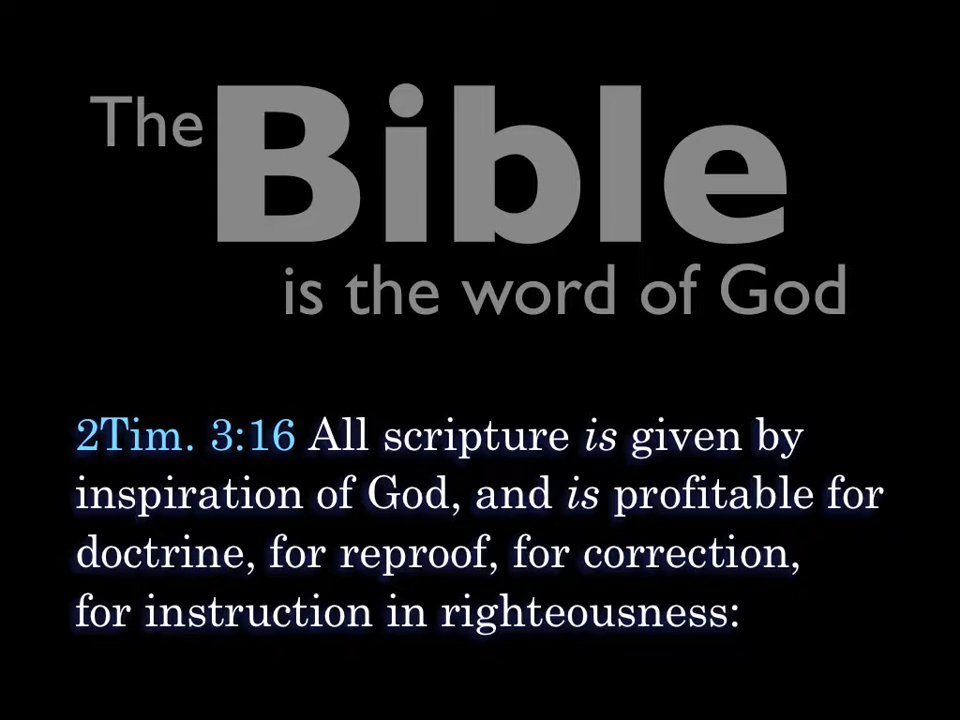 The Bible
is the word of God
2Tim. 3:16 All scripture is given by
inspiration of God, and is profitable for
doctrine, for reproof, for correction,
for instruction in righteousness: